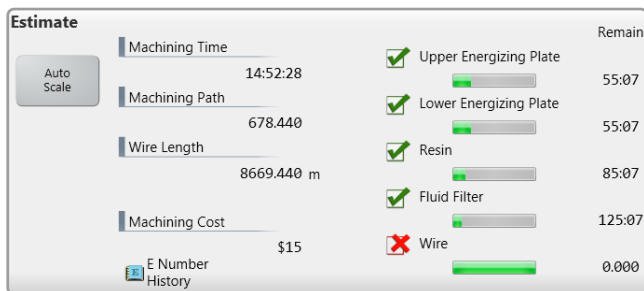 Estimate
Remain
Auto
Scale
Machining Time
14:52:28
Machining Path
678.440
Wire Length
8669.440 m
Machining Cost
$15
E
E Number
History
Upper Energizing Plate
55:07
Lower Energizing Plate
55:07
Resin
85:07
Fluid Filter
125:07
Wire
0.000